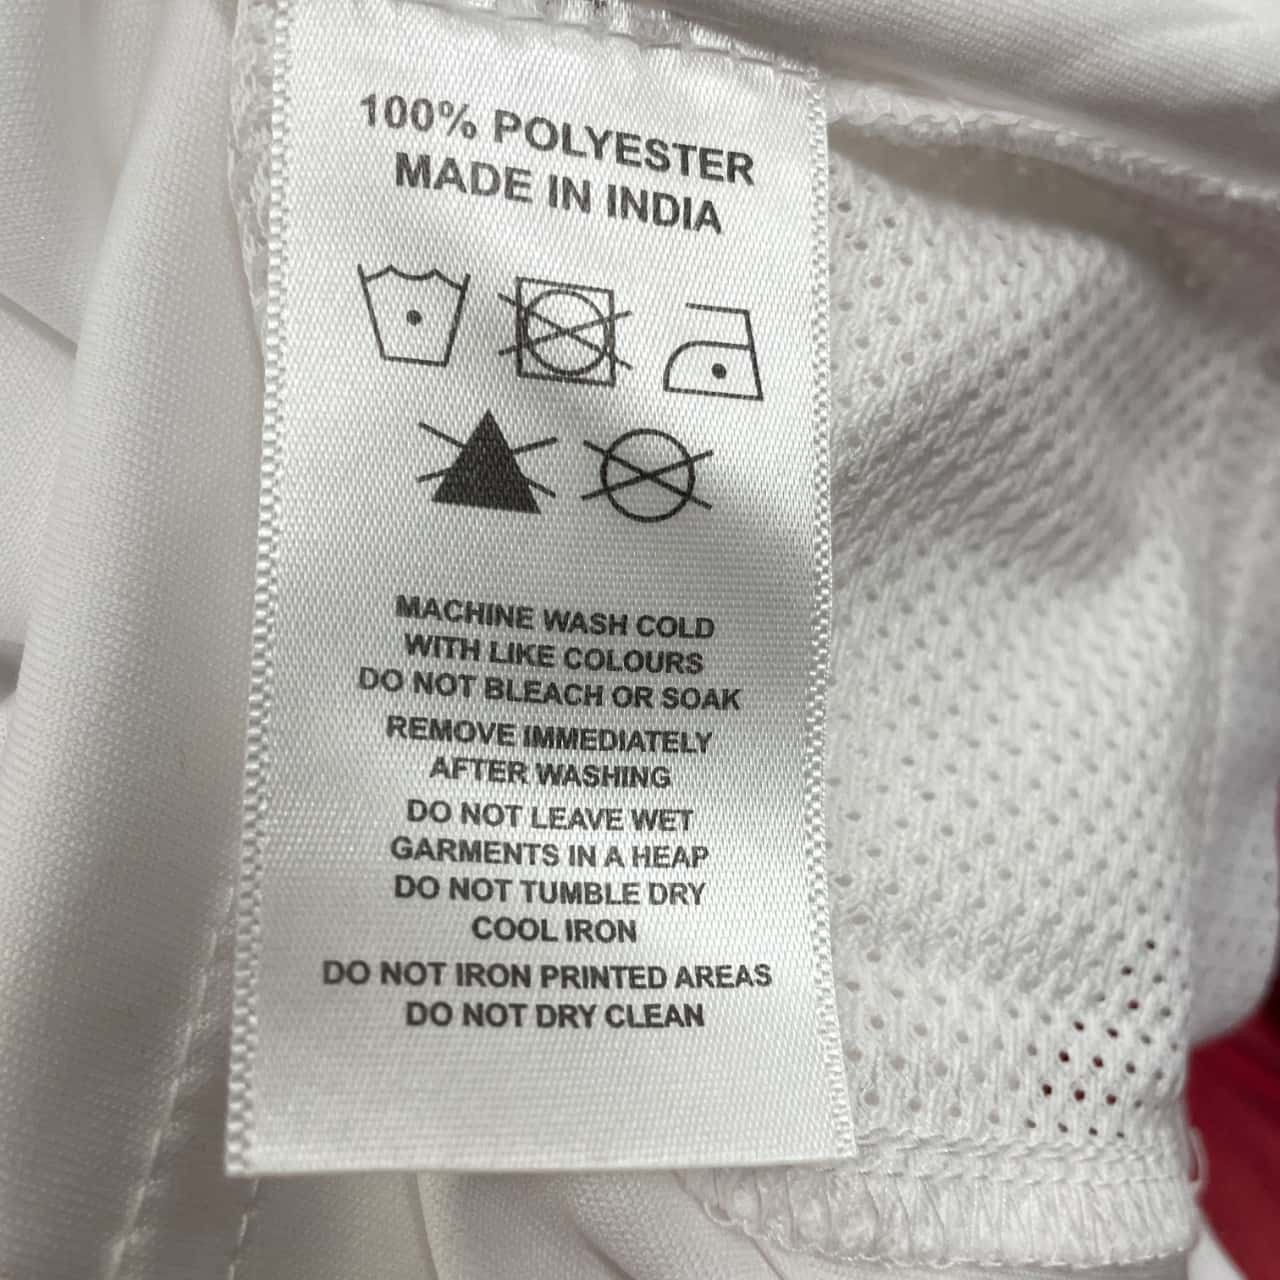 100% POLYESTER
MADE IN INDIA
MACHINE WASH COLD
WITH LIKE COLOURS
DO NOT BLEACH OR SOAK
REMOVE IMMEDIATELY
AFTER WASHING
DO NOT LEAVE WET
GARMENTS IN A HEAP
DO NOT TUMBLE DRY
COOL IRON
DO NOT IRON PRINTED AREAS
DO NOT DRY CLEAN